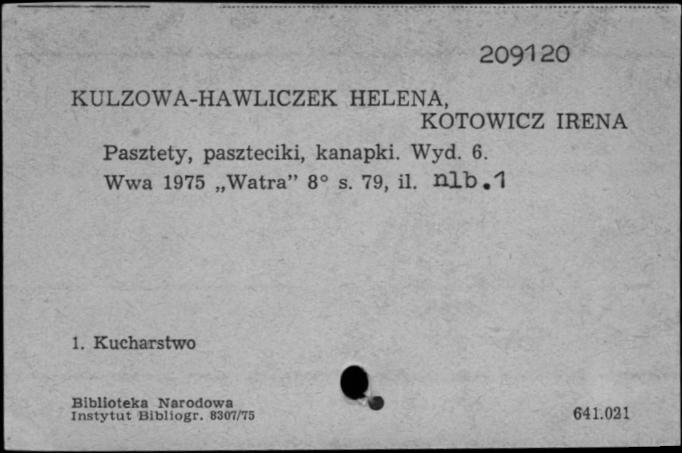 209120
KULZOWA-HAWLICZEK HELENA,
KOTOWICZ IRENA
Pasztety, paszteciki, kanapki. Wyd. 6.
Wwa 1975 „Watra” 8° s. 79, il. nlb.1
1. Kucharstwo
Biblioteka Narodowa
Instytut Bibliogr. 8307/75
641.021